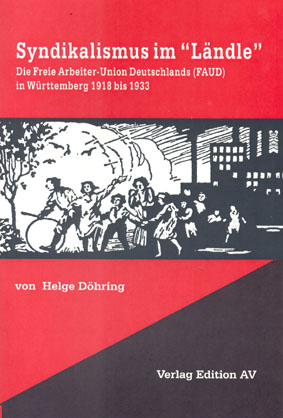 Syndikalismus im "Ländle"
Die Freie Arbeiter-Union Deutschlands (FAUD)
in Württemberg 1918 bis 1933
von Helge Döhring
Verlag Edition AV